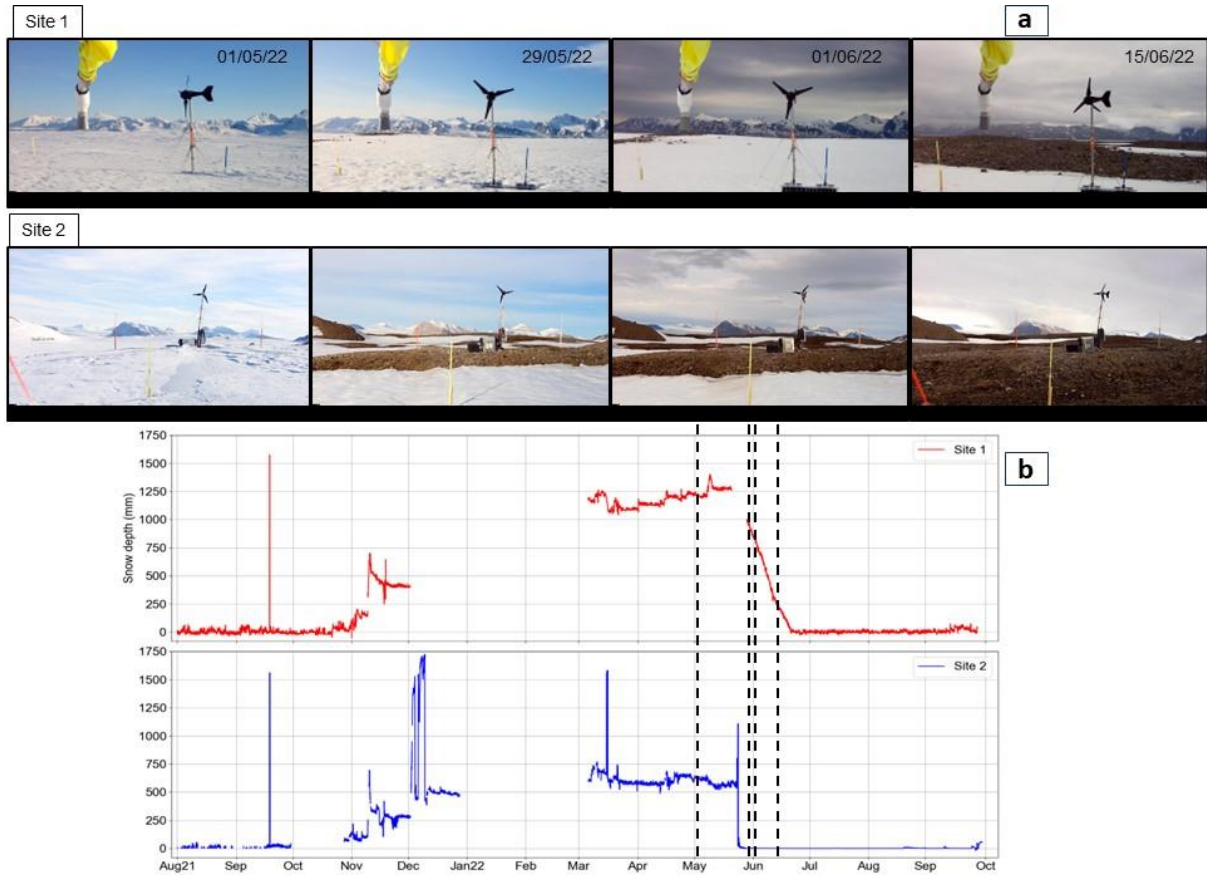 Site 1
a
01/05/22
29/05/22
01/06/22
15/06/22
Site 2
b
1750
1500
1250
1000
750
500
250
0
Snow depth (mm)
Site 1
1750
1500
1250
1000
750
500
250
0
Site 2
Aug21 Sep Oct Nov Dec Jan22 Feb Mar Apr May Jun Jul Aug Sep Oct